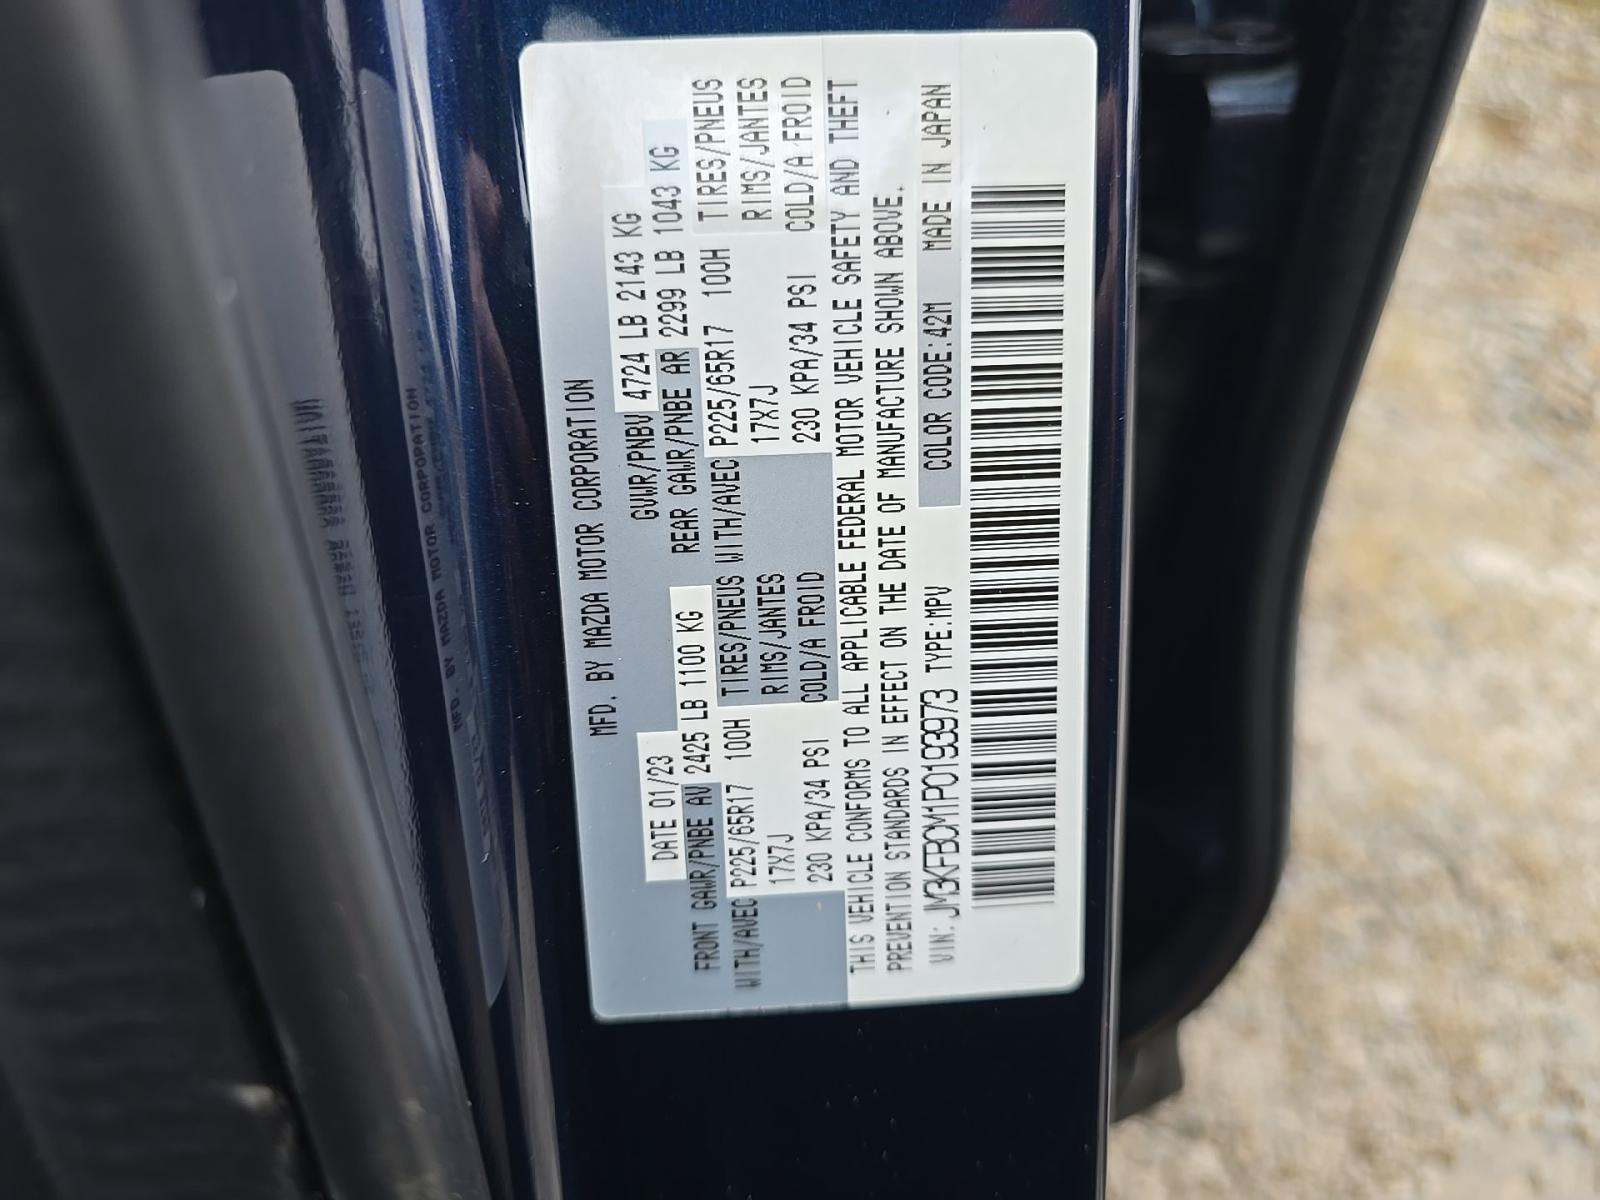 MFD. BY MAZDA MOTOR CORPORATION
DATE 01/23 GVWR/PNBV 4724 LB 2143 KG
FRONT GAWR/PNBE AV 2425 LB 1100 KG REAR GAWR/PNBE AR 2299 LB 1043 KG
WITH/AVEC P225/65R17 100H TIRES/PNEUS WITH/AVEC P225/65R17 100H TIRES/PNEUS
17X7J RIMS/JANTES 17X7J RIMS/JANTES
230 KPA/34 PSI COLD/A FROID 230 KPA/34 PSI COLD/A FROID
THIS VEHICLE CONFORMS TO ALL APPLICABLE FEDERAL MOTOR VEHICLE SAFETY AND THEFT
PREVENTION STANDARDS IN EFFECT ON THE DATE OF MANUFACTURE SHOWN ABOVE.
VIN: JM3KFBCM1P0193973 TYPE:MPV COLOR CODE:42M MADE IN JAPAN